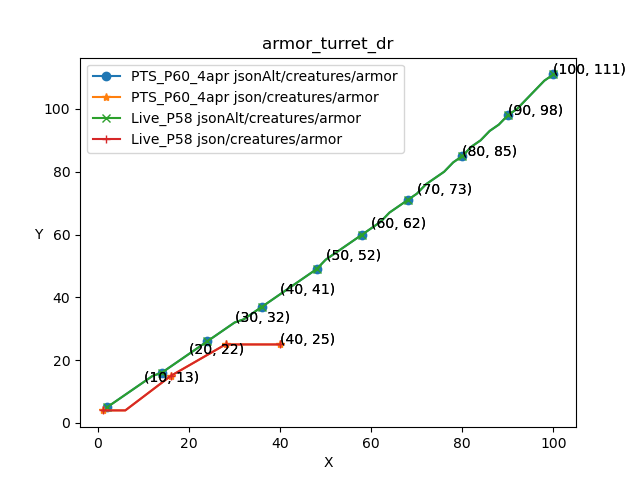 armor_turret_dr
PTS_P60_4apr jsonAlt/creatures/armor
PTS_P60_4apr json/creatures/armor
Live_P58 jsonAlt/creatures/armor
Live_P58 json/creatures/armor
(100, 111)
(90, 98)
(80, 85)
(70, 73)
(60, 62)
(50, 52)
(40, 41)
(30, 32)
(40, 25)
(20, 22)
(10, 13)
Y
100
80
60
40
20
0
0 20 40 60 80 100
X